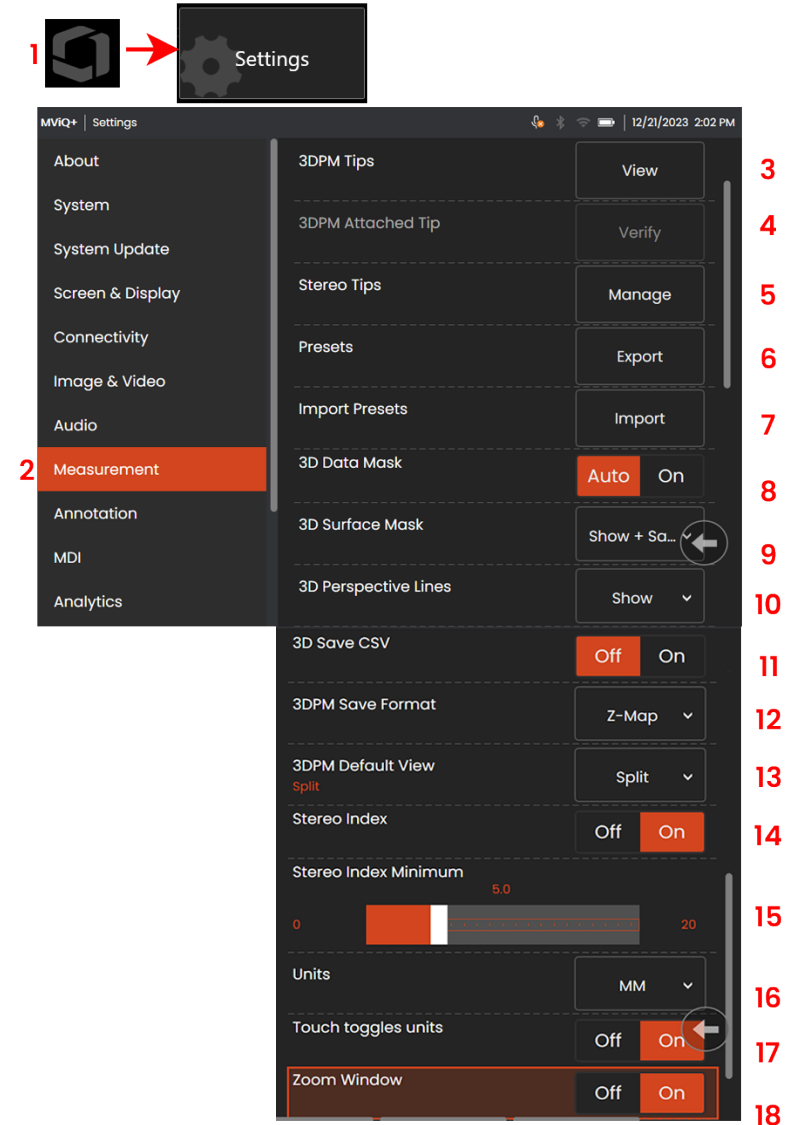 1 Settings
MViQ+ | Settings 12/21/2023 2:02 PM
About
System
System Update
Screen & Display
Connectivity
Image & Video
Audio
2 Measurement
Annotation
MDI
Analytics
3DPM Tips View 3
3DPM Attached Tip Verify 4
Stereo Tips Manage 5
Presets Export 6
Import Presets Import 7
3D Data Mask Auto On 8
3D Surface Mask Show + Sa... 9
3D Perspective Lines Show 10
3D Save CSV Off On 11
3DPM Save Format Z-Map 12
3DPM Default View Split 13
Split
Stereo Index Off On 14
Stereo Index Minimum
5.0
0 20 15
Units MM 16
Touch toggles units Off On 17
Zoom Window Off On 18